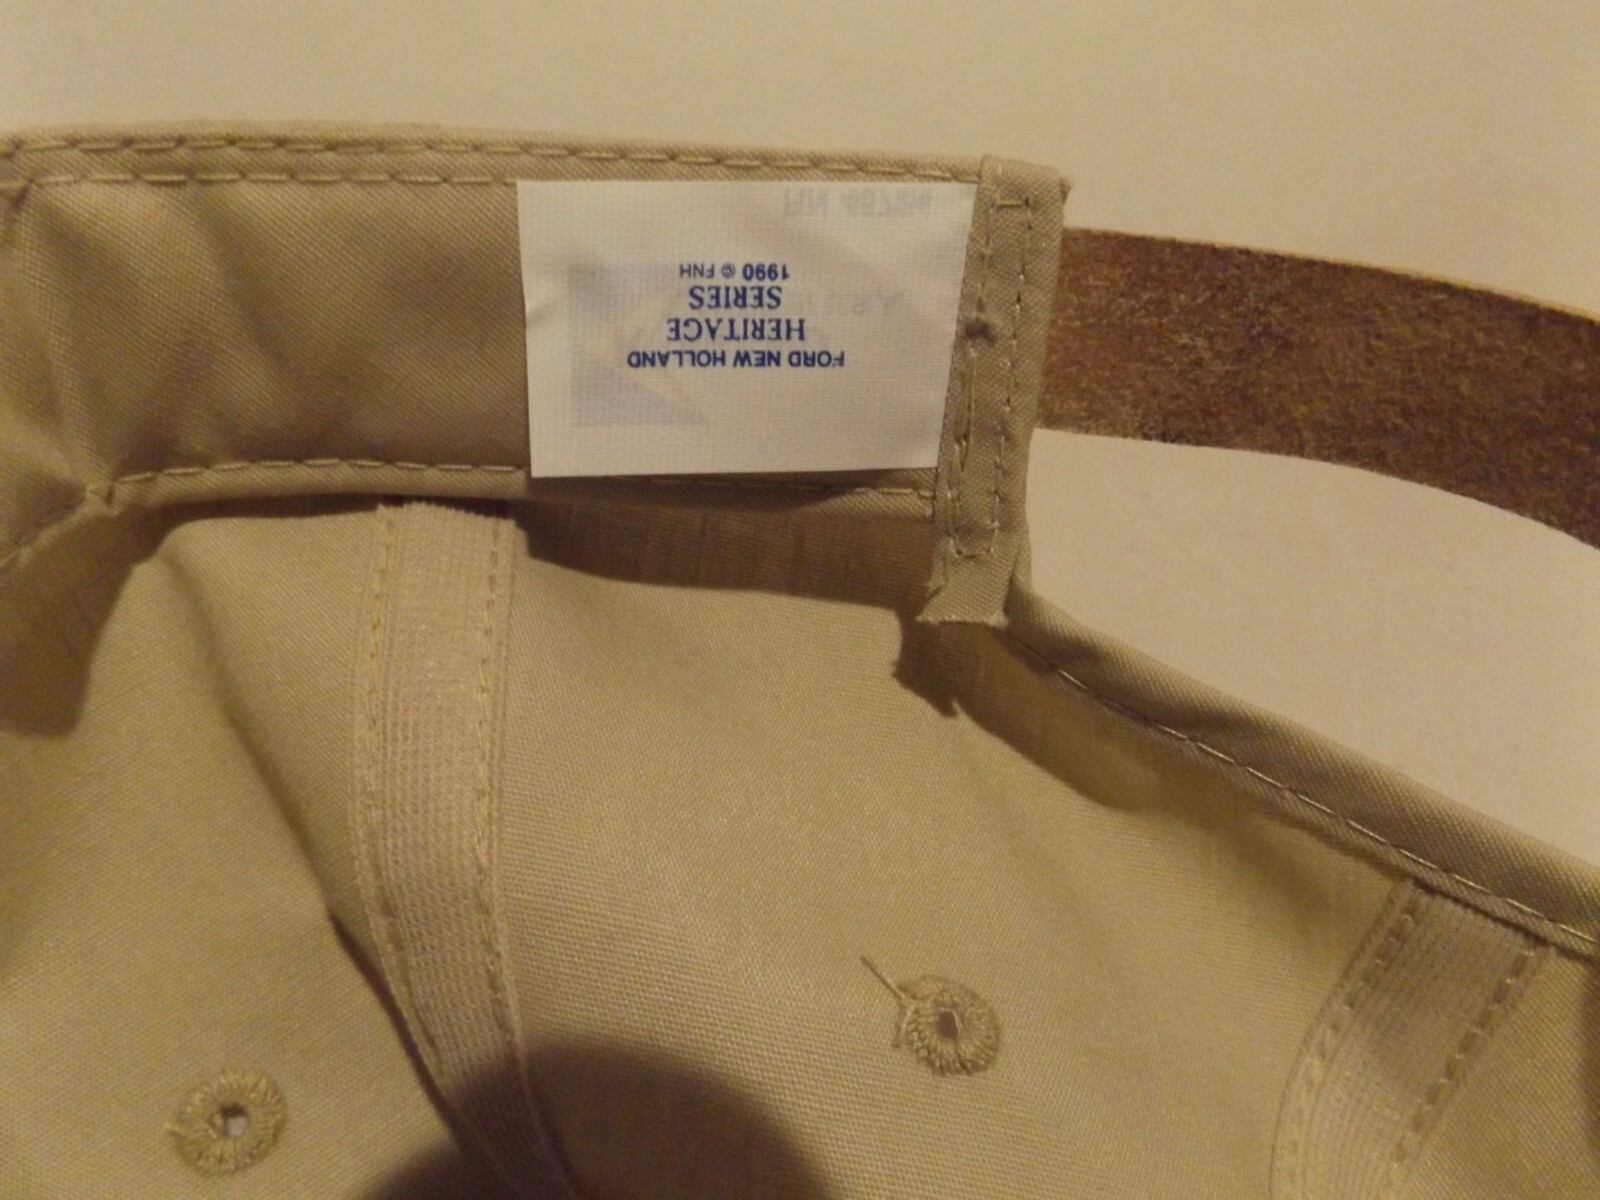 FORD NEW HOLLAND
HERITAGE
SERIES
1990 © FNH